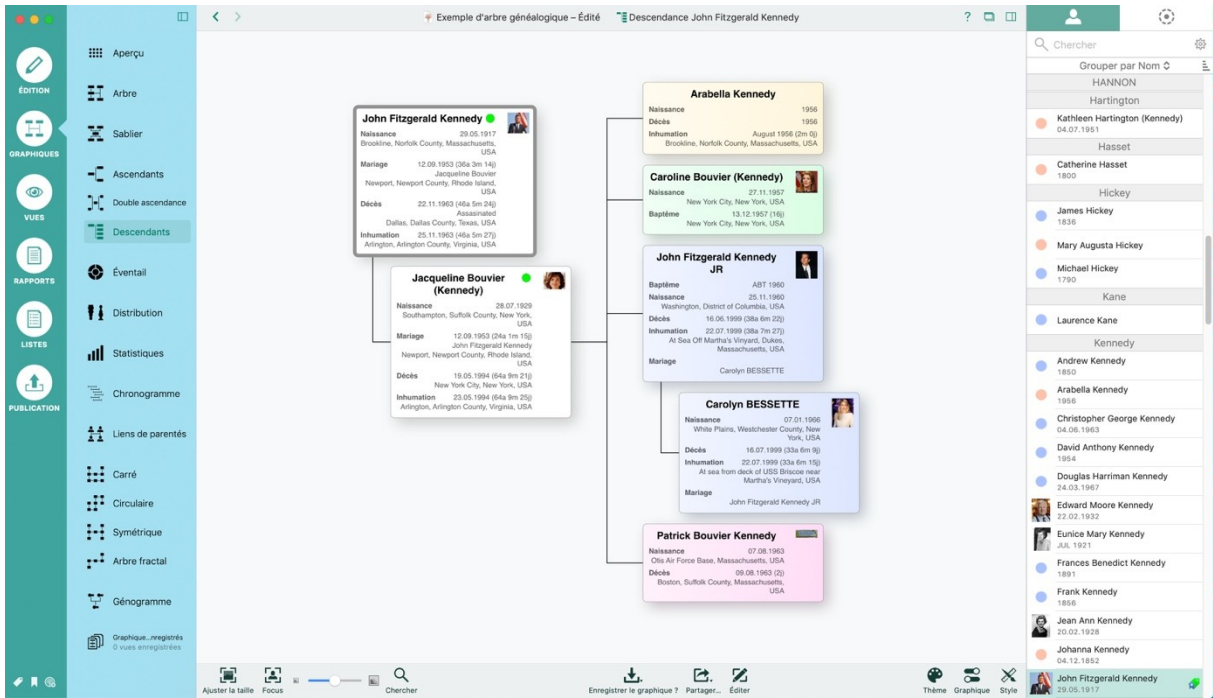 Exemple d'arbre généalogique – Édité
Descendance John Fitzgerald Kennedy
?
ÉDITION
GRAPHIQUES
VUES
RAPPORTS
LISTES
PUBLICATION
Aperçu
Arbre
Sablier
Ascendants
Double ascendance
Descendants
Éventail
Distribution
Statistiques
Chronogramme
Liens de parentés
Carré
Circulaire
Symétrique
Arbre fractal
Génogramme
Graphique...nregistrés
0 vues enregistrées
John Fitzgerald Kennedy
Naissance 29.05.1917
Brookline, Norfolk County, Massachusetts,
USA
Mariage 12.09.1953 (36a 3m 14j)
Jacqueline Bouvier
Newport, Newport County, Rhode Island,
USA
Décès 22.11.1963 (46a 5m 24j)
Assasinated
Dallas, Dallas County, Texas, USA
Inhumation 25.11.1963 (46a 5m 27j)
Arlington, Arlington County, Virginia, USA
Jacqueline Bouvier
(Kennedy)
Naissance 28.07.1929
Southampton, Suffolk County, New York,
USA
Mariage 12.09.1953 (24a 1m 15j)
John Fitzgerald Kennedy
Newport, Newport County, Rhode Island,
USA
Décès 19.05.1994 (64a 9m 21j)
New York City, New York, USA
Inhumation 23.05.1994 (64a 9m 25j)
Arlington, Arlington County, Virginia, USA
Arabella Kennedy
Naissance 1956
Décès 1956
Inhumation August 1956 (2m 0j)
Brookline, Norfolk County, Massachusetts, USA
Caroline Bouvier (Kennedy)
Naissance 27.11.1957
New York City, New York, USA
Baptême 13.12.1957 (16j)
New York City, New York, USA
John Fitzgerald Kennedy
JR
Baptême ABT 1960
Naissance 25.11.1960
Washington, District of Columbia, USA
Décès 16.06.1999 (38a 6m 22j)
Inhumation 22.07.1999 (38a 7m 27j)
At Sea Off Martha's Vinyard, Dukes,
Massachusetts, USA
Mariage
Carolyn BESSETTE
Carolyn BESSETTE
Naissance 07.01.1966
White Plains, Westchester County, New
York, USA
Décès 16.07.1999 (33a 6m 9j)
Inhumation 22.07.1999 (33a 6m 15j)
At sea from deck of USS Briscoe near
Martha's Vineyard, USA
Mariage
John Fitzgerald Kennedy JR
Patrick Bouvier Kennedy
Naissance 07.08.1963
Otis Air Force Base, Massachusetts, USA
Décès 09.08.1963 (2j)
Boston, Suffolk County, Massachusetts,
USA
Ajuster la taille
Focus
Chercher
Enregistrer le graphique ?
Partager...
Éditer
Thème
Graphique
Style
Chercher
Grouper par Nom
HANNON
Hartington
Kathleen Hartington (Kennedy)
04.07.1951
Hasset
Catherine Hasset
1800
Hickey
James Hickey
1836
Mary Augusta Hickey
Michael Hickey
1790
Kane
Laurence Kane
Kennedy
Andrew Kennedy
1850
Arabella Kennedy
1956
Christopher George Kennedy
04.06.1963
David Anthony Kennedy
1954
Douglas Harriman Kennedy
24.03.1967
Edward Moore Kennedy
22.02.1932
Eunice Mary Kennedy
JUL 1921
Frances Benedict Kennedy
1891
Frank Kennedy
1856
Jean Ann Kennedy
20.02.1928
Johanna Kennedy
04.12.1852
John Fitzgerald Kennedy
29.05.1917